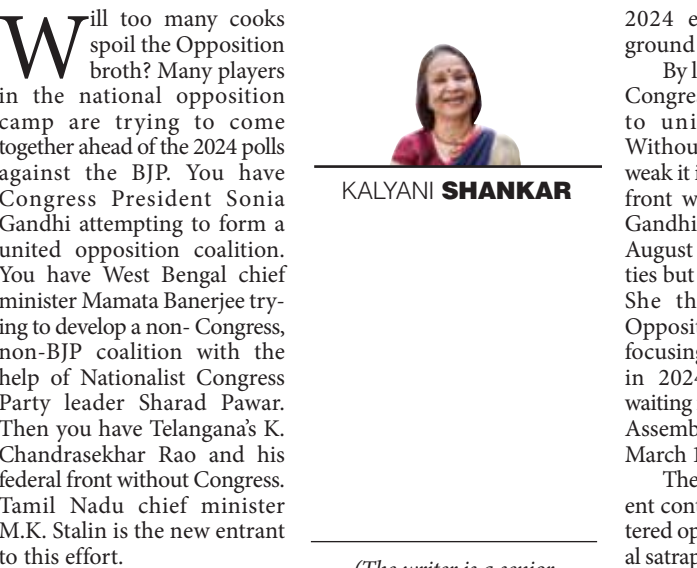 Will too many cooks
spoil the Opposition
broth? Many players
in the national opposition
camp are trying to come
together ahead of the 2024 polls
against the BJP. You have
Congress President Sonia
Gandhi attempting to form a
united opposition coalition.
You have West Bengal chief
minister Mamata Banerjee try-
ing to develop a non- Congress,
non-BJP coalition with the
help of Nationalist Congress
Party leader Sharad Pawar.
Then you have Telangana's K.
Chandrasekhar Rao and his
federal front without Congress.
Tamil Nadu chief minister
M.K. Stalin is the new entrant
to this effort.
KALYANI SHANKAR
(The writer is a senior
2024 e
ground
By l
Congre
to uni
Withou
weak it i
front w
Gandhi
August
ties but
She th
Opposit
focusing
in 2024
waiting
Assemb
March 1
The
ent cont
tered op
al satrap